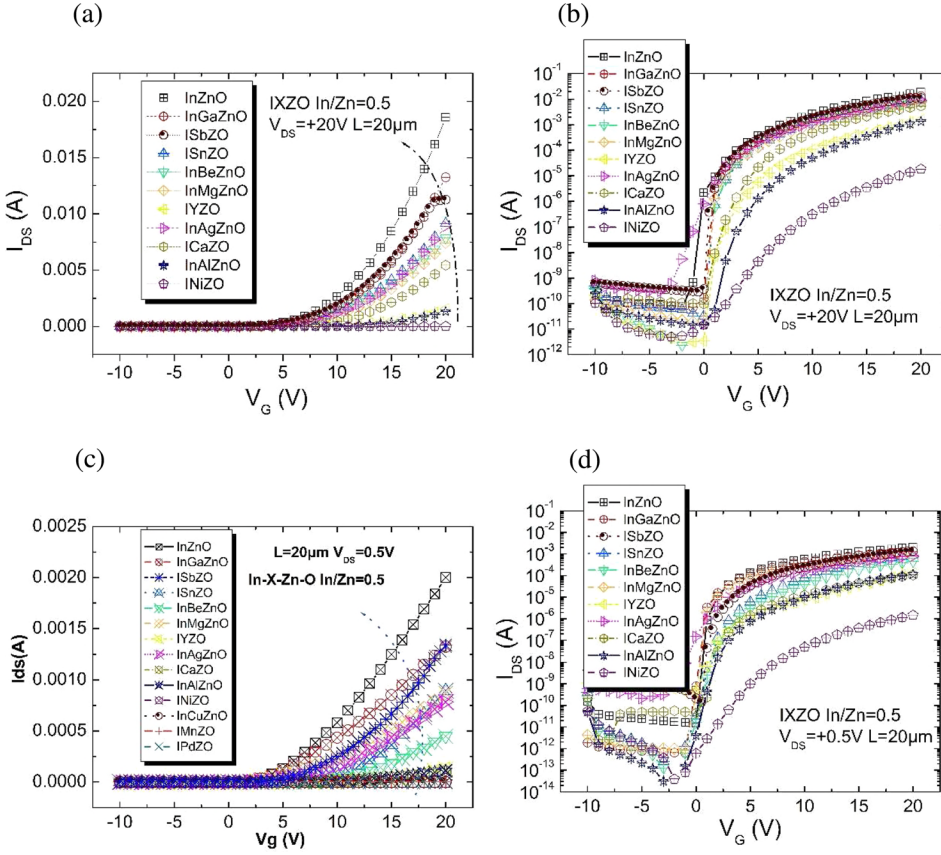 (a)
I_DS (A)
0.020
0.015
0.010
0.005
0.000
InZnO
InGaZnO
ISbZO
ISnZO
InBeZnO
InMgZnO
IYZO
InAgZnO
ICaZO
InAlZnO
INiZO
IXZO In/Zn=0.5
V_DS=+20V L=20µm
-10 -5 0 5 10 15 20
V_G (V)
(b)
I_DS (A)
10^-1
10^-2
10^-3
10^-4
10^-5
10^-6
10^-7
10^-8
10^-9
10^-10
10^-11
10^-12
InZnO
InGaZnO
ISbZO
ISnZO
InBeZnO
InMgZnO
IYZO
InAgZnO
ICaZO
InAlZnO
INiZO
IXZO In/Zn=0.5
V_DS=+20V L=20µm
-10 -5 0 5 10 15 20
V_G (V)
(c)
Ids(A)
0.0025
0.0020
0.0015
0.0010
0.0005
0.0000
InZnO
InGaZnO
ISbZO
ISnZO
InBeZnO
InMgZnO
IYZO
InAgZnO
ICaZO
InAlZnO
INiZO
InCuZnO
IMnZO
IPdZO
L=20µm V_DS=0.5V
In-X-Zn-O In/Zn=0.5
-10 -5 0 5 10 15 20
Vg (V)
(d)
I_DS (A)
10^-1
10^-2
10^-3
10^-4
10^-5
10^-6
10^-7
10^-8
10^-9
10^-10
10^-11
10^-12
10^-13
10^-14
InZnO
InGaZnO
ISbZO
ISnZO
InBeZnO
InMgZnO
IYZO
InAgZnO
ICaZO
InAlZnO
INiZO
IXZO In/Zn=0.5
V_DS=+0.5V L=20µm
-10 -5 0 5 10 15 20
V_G (V)